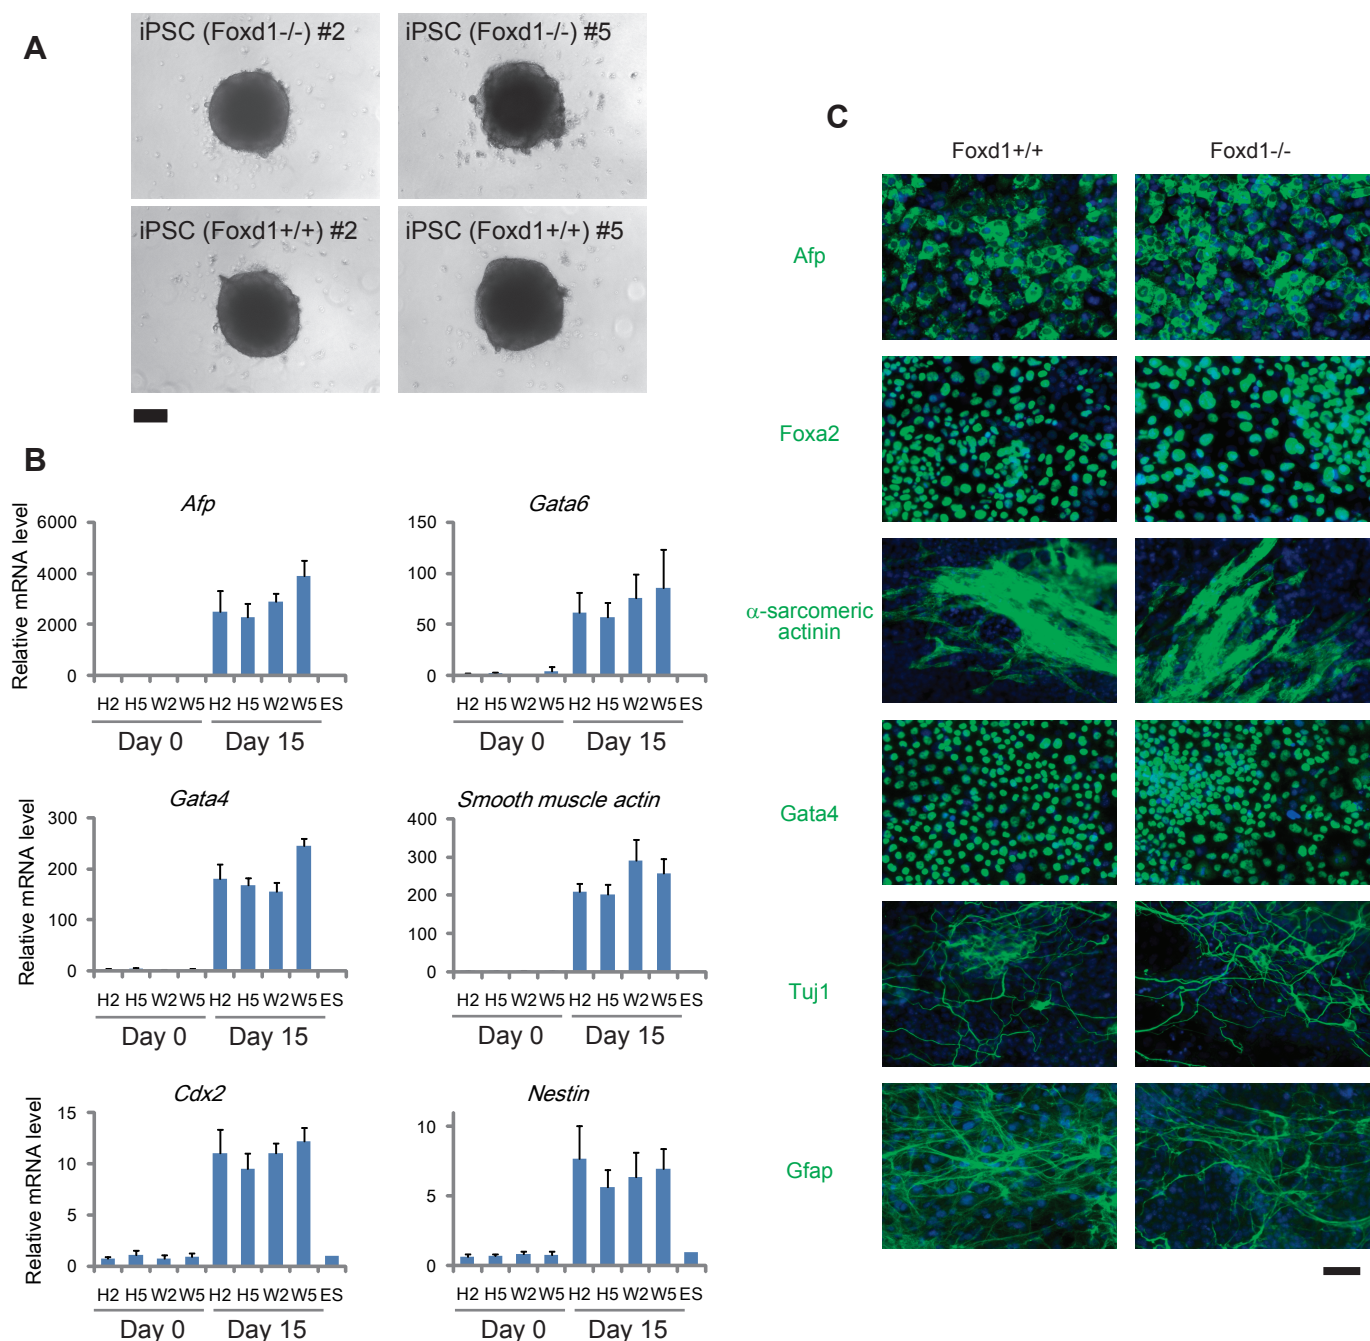 A
iPSC (Foxd1-/-) #2
iPSC (Foxd1-/-) #5
iPSC (Foxd1+/+) #2
iPSC (Foxd1+/+) #5
B
Afp
Relative mRNA level
6000
4000
2000
0
H2 H5 W2 W5 H2 H5 W2 W5 ES
Day 0 Day 15
Gata6
150
100
50
0
H2 H5 W2 W5 H2 H5 W2 W5 ES
Day 0 Day 15
Gata4
Relative mRNA level
300
200
100
0
H2 H5 W2 W5 H2 H5 W2 W5 ES
Day 0 Day 15
Smooth muscle actin
400
300
200
100
0
H2 H5 W2 W5 H2 H5 W2 W5 ES
Day 0 Day 15
Cdx2
Relative mRNA level
15
10
5
0
H2 H5 W2 W5 H2 H5 W2 W5 ES
Day 0 Day 15
Nestin
10
5
0
H2 H5 W2 W5 H2 H5 W2 W5 ES
Day 0 Day 15
C
Foxd1+/+ Foxd1-/-
Afp
Foxa2
α-sarcomeric
actinin
Gata4
Tuj1
Gfap